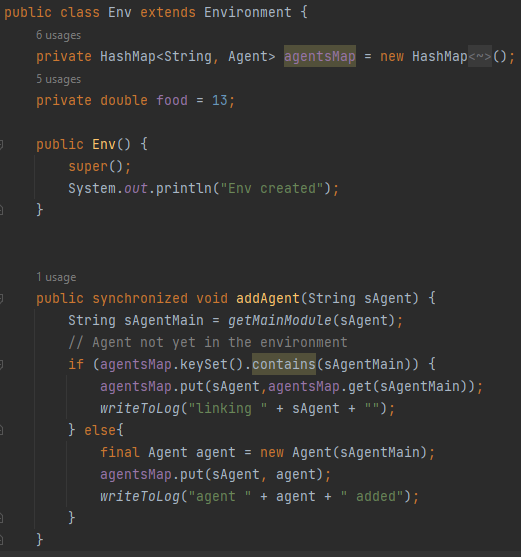 public class Env extends Environment {
6 usages
    private HashMap<String, Agent> agentsMap = new HashMap<~>();
5 usages
    private double food = 13;
    public Env() {
        super();
        System.out.println("Env created");
    }
1 usage
    public synchronized void addAgent(String sAgent) {
        String sAgentMain = getMainModule(sAgent);
        // Agent not yet in the environment
        if (agentsMap.keySet().contains(sAgentMain)) {
            agentsMap.put(sAgent,agentsMap.get(sAgentMain));
            writeToLog("linking " + sAgent + "");
        } else{
            final Agent agent = new Agent(sAgentMain);
            agentsMap.put(sAgent, agent);
            writeToLog("agent " + agent + " added");
        }
    }